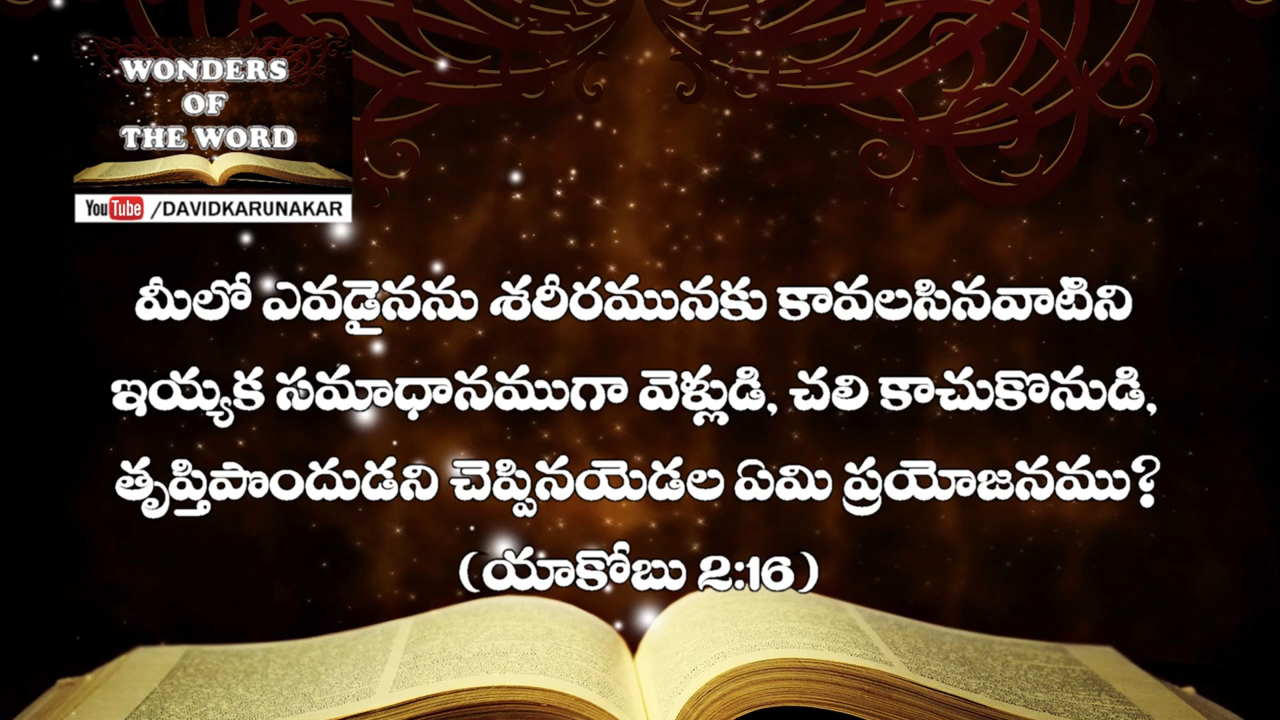 WONDERS
OF
THE WORD
YouTube /DAVIDKARUNAKAR
మీలో ఎవడైనను శరీరమునకు కావలసినవాటిని
ఇయ్యక సమాధానముగా వెళ్లుడి, చలి కాచుకొనుడి,
తృప్తిపొందుడని చెప్పినయెడల ఏమి ప్రయోజనము?
(యాకోబు 2:16)